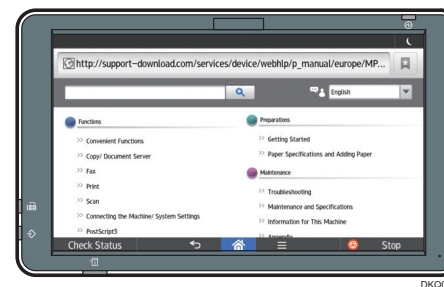 http://support-download.com/services/device/webhlp/p_manual/europe/MP...
English
Functions
>> Convenient Functions
>> Copy/ Document Server
>> Fax
>> Print
>> Scan
>> Connecting the Machine/ System Settings
>> PostScript3
Preparations
>> Getting Started
>> Paper Specifications and Adding Paper
Maintenance
>> Troubleshooting
>> Maintenance and Specifications
>> Information for This Machine
>> Appendix
Check Status
Stop